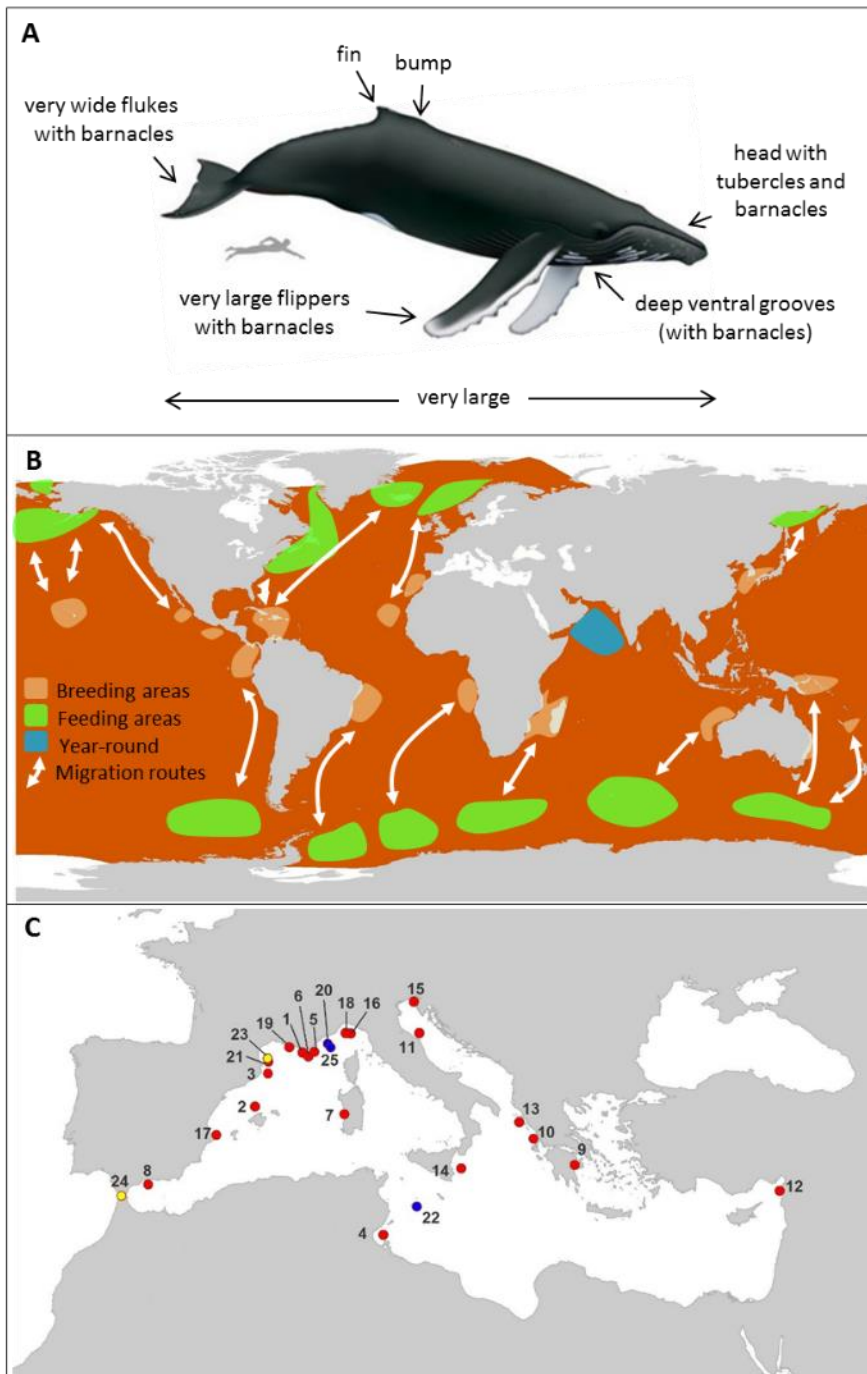 A
fin
bump
very wide flukes
with barnacles
head with
tubercles and
barnacles
very large flippers
with barnacles
deep ventral grooves
(with barnacles)
very large
B
Breeding areas
Feeding areas
Year-round
Migration routes
C
15
20
6
18
16
1
5
19
23
11
25
21
3
2
7
13
17
10
9
8
14
24
12
22
4